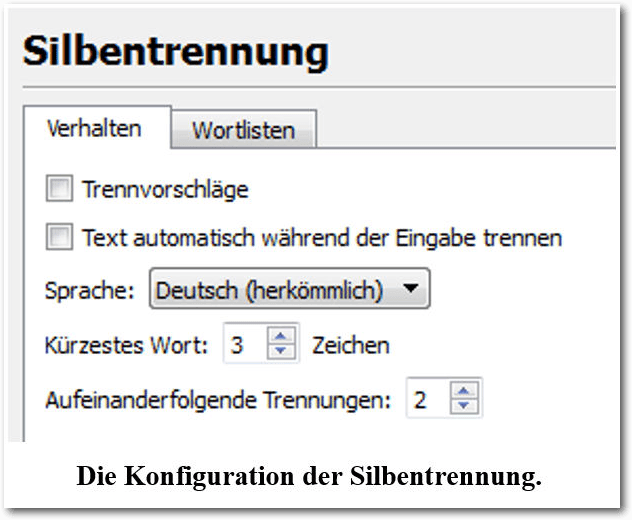 Silbentrennung
Verhalten Wortlisten
Trennvorschläge
Text automatisch während der Eingabe trennen
Sprache: Deutsch (herkömmlich)
Kürzestes Wort: 3 Zeichen
Aufeinanderfolgende Trennungen: 2
Die Konfiguration der Silbentrennung.